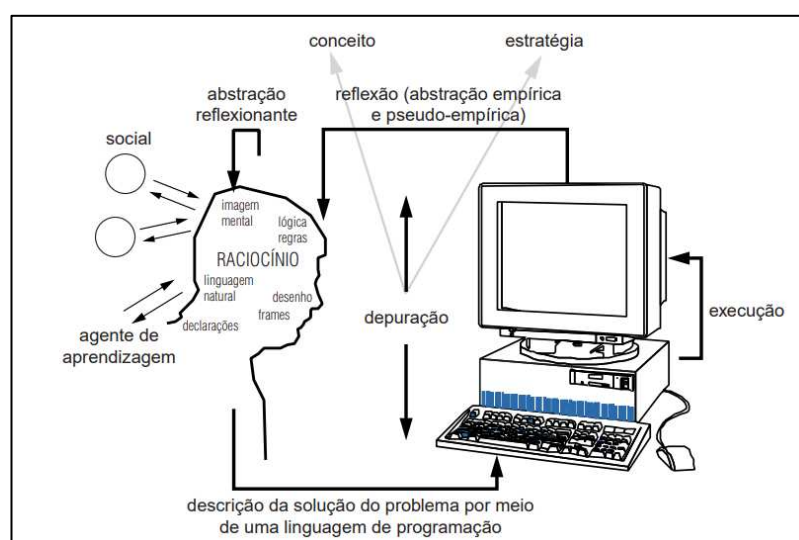 conceito
estratégia
abstração
reflexionante
reflexão (abstração empírica
e pseudo-empírica)
social
imagem
mental
lógica
regras
RACIOCÍNIO
linguagem
natural
desenho
frames
declarações
agente de
aprendizagem
depuração
execução
descrição da solução do problema por meio
de uma linguagem de programação